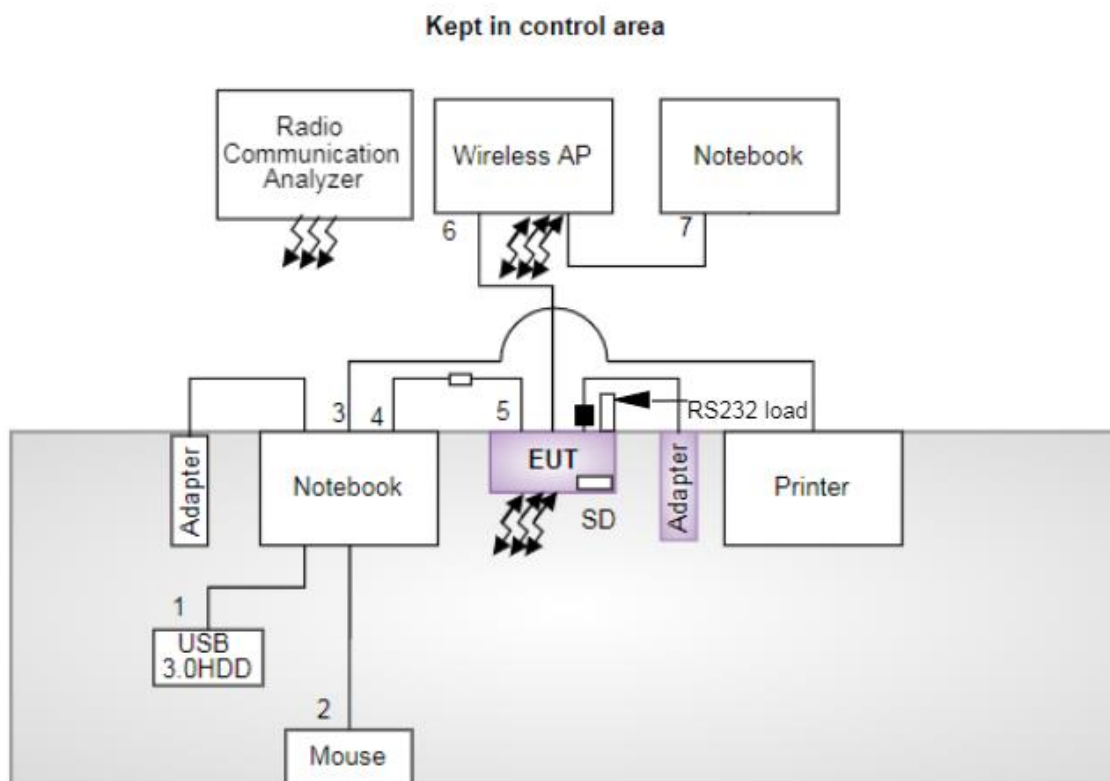 Kept in control area
Radio
Communication
Analyzer
Wireless AP
Notebook
6
7
3
4
5
RS232 load
Adapter
Notebook
EUT
SD
Adapter
Printer
1
USB
3.0HDD
2
Mouse